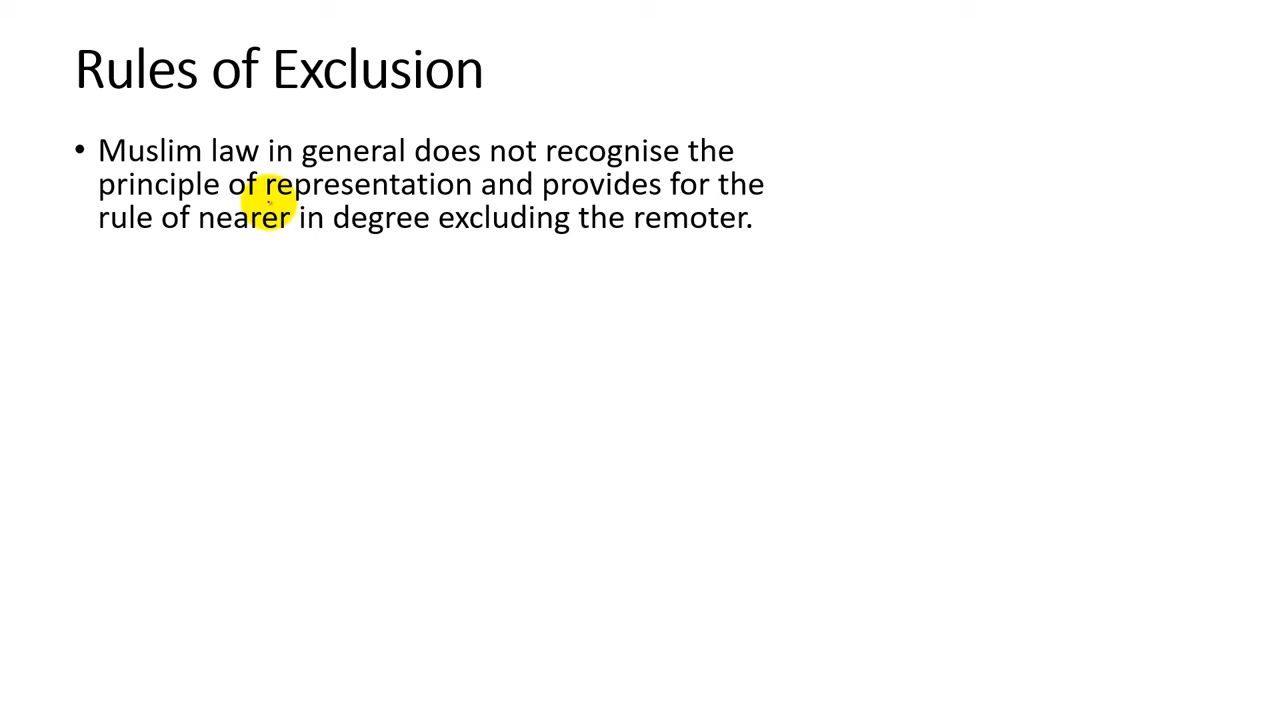 Rules of Exclusion
• Muslim law in general does not recognise the
principle of representation and provides for the
rule of nearer in degree excluding the remoter.